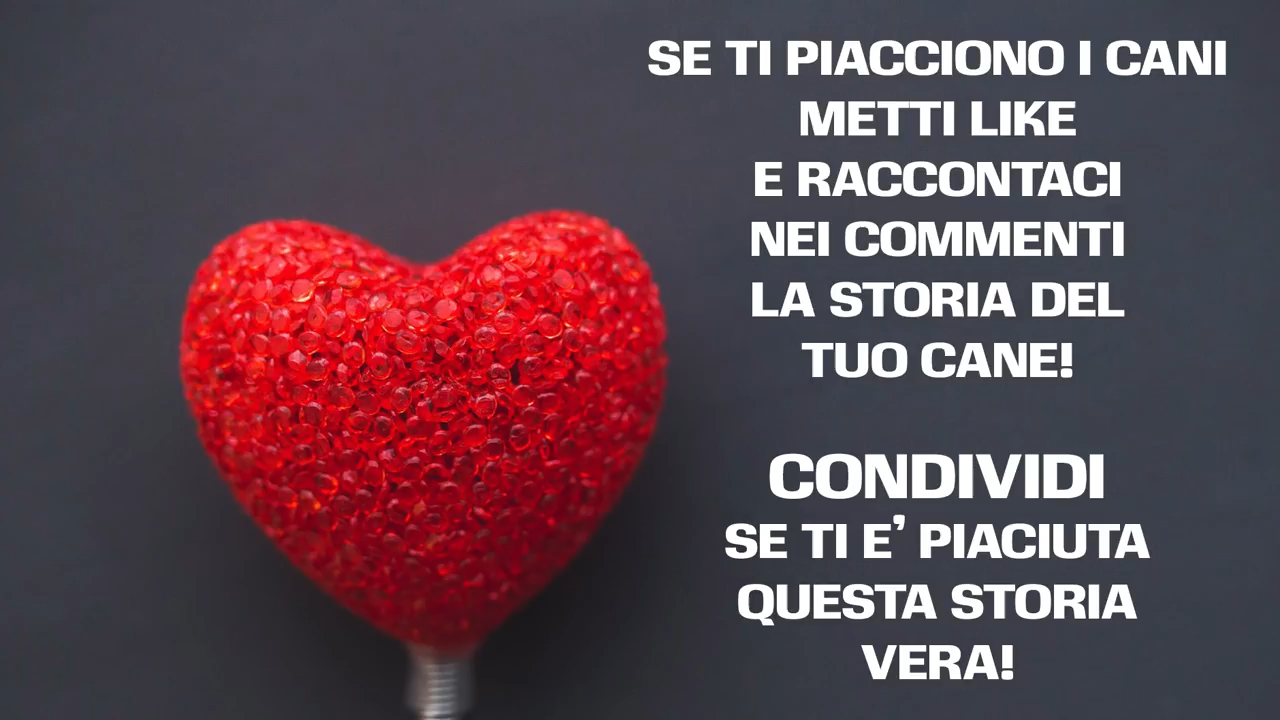 SE TI PIACCIONO I CANI
METTI LIKE
E RACCONTACI
NEI COMMENTI
LA STORIA DEL
TUO CANE!
CONDIVIDI
SE TI E’ PIACIUTA
QUESTA STORIA
VERA!